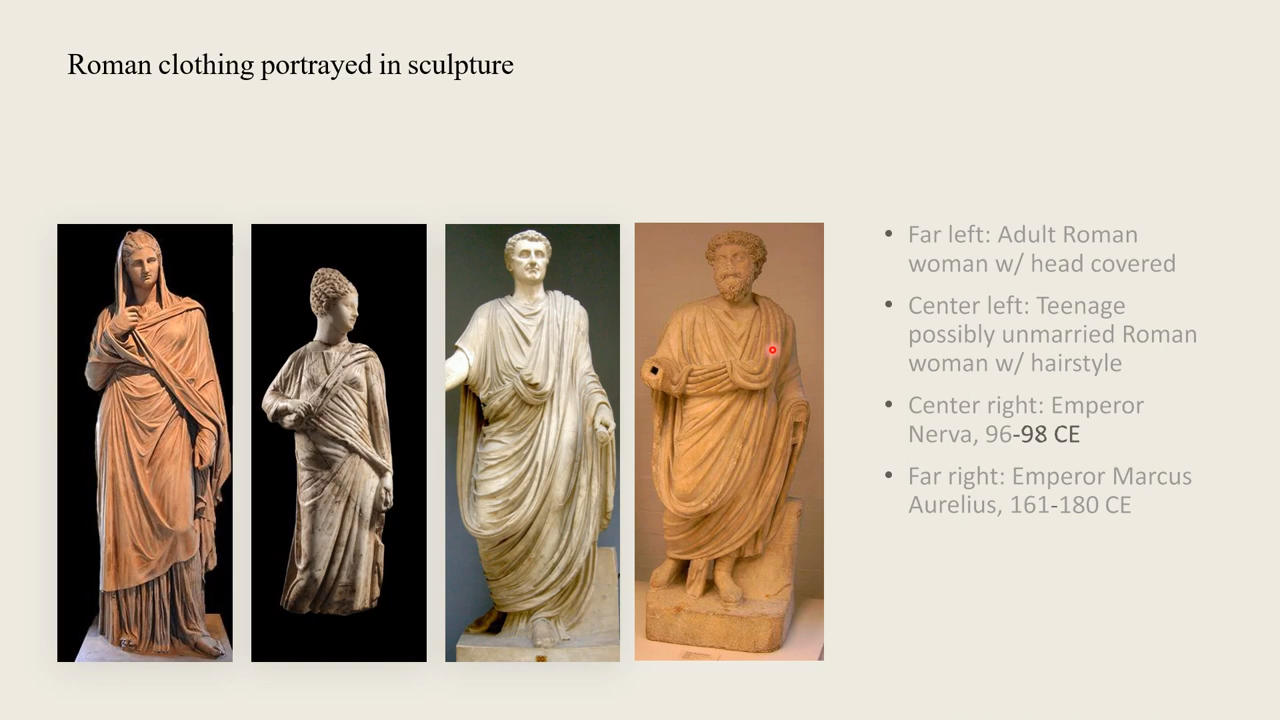 Roman clothing portrayed in sculpture
• Far left: Adult Roman
woman w/ head covered
• Center left: Teenage
possibly unmarried Roman
woman w/ hairstyle
• Center right: Emperor
Nerva, 96-98 CE
• Far right: Emperor Marcus
Aurelius, 161-180 CE